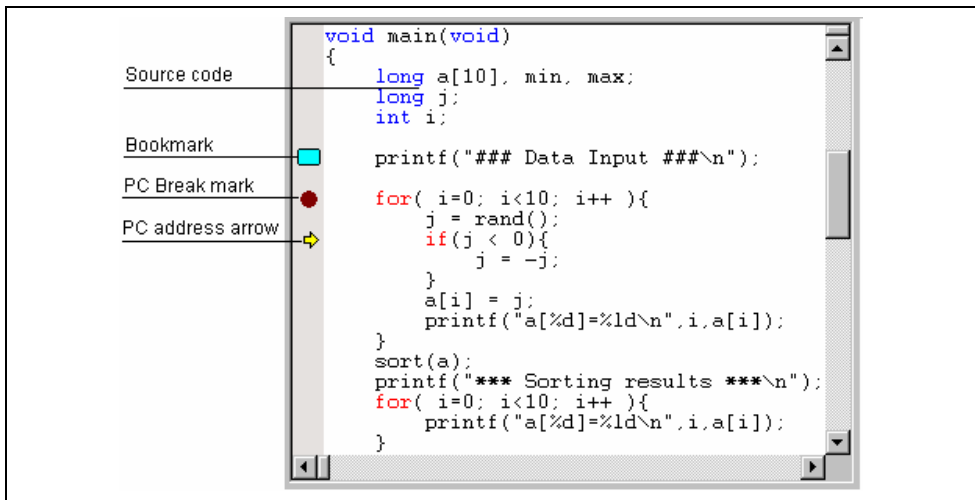 void main(void)
{
Source code
long a[10], min, max;
long j;
int i;
Bookmark
printf("### Data Input ###\n");
PC Break mark
for( i=0; i<10; i++ ){
j = rand();
PC address arrow
if(j < 0){
j = -j;
}
a[i] = j;
printf("a[%d]=%ld\n",i,a[i]);
}
sort(a);
printf("*** Sorting results ***\n");
for( i=0; i<10; i++ ){
printf("a[%d]=%ld\n",i,a[i]);
}